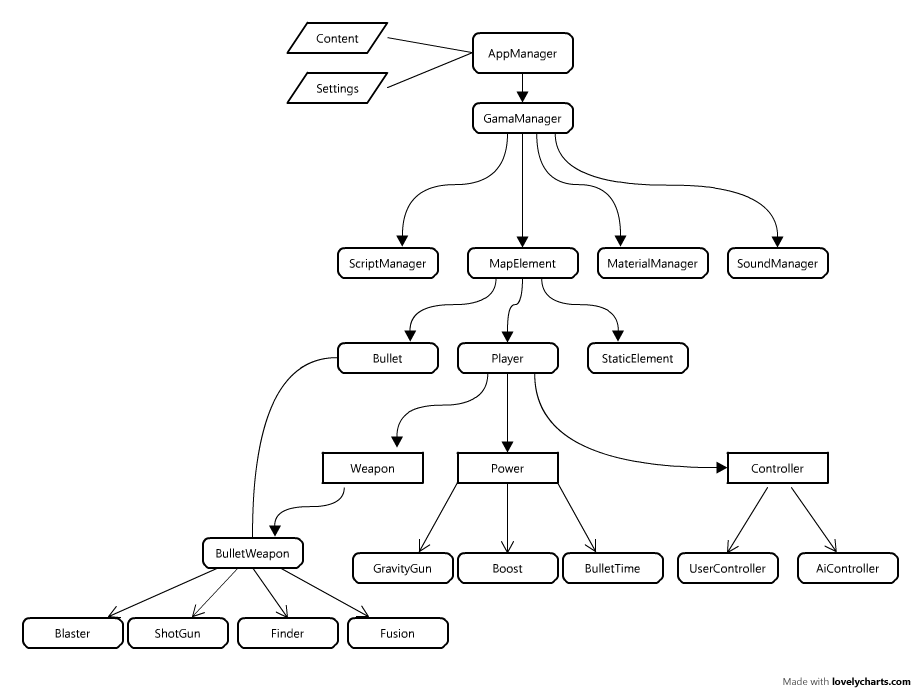 Content
AppManager
Settings
GamaManager
ScriptManager
MapElement
MaterialManager
SoundManager
Bullet
Player
StaticElement
Weapon
Power
Controller
BulletWeapon
GravityGun
Boost
BulletTime
UserController
AiController
Blaster
ShotGun
Finder
Fusion
Made with lovelycharts.com